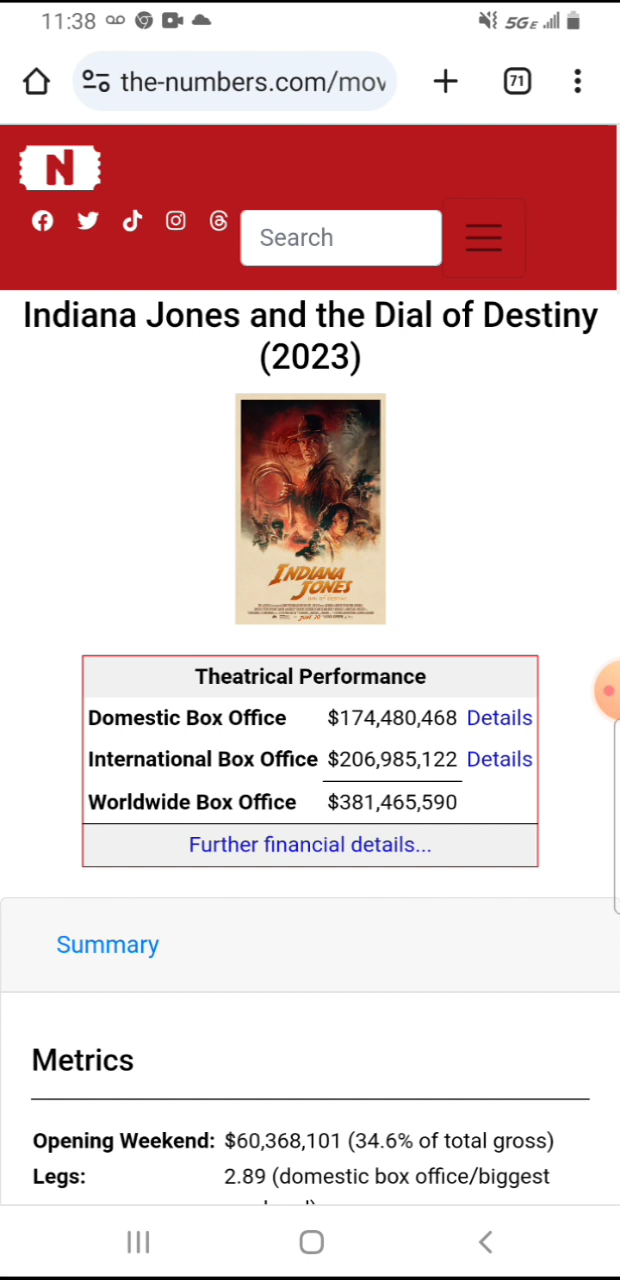 11:38
5GE
the-numbers.com/mov
71
N
Search
Indiana Jones and the Dial of Destiny
(2023)
INDIANA
JONES
Theatrical Performance
Domestic Box Office $174,480,468 Details
International Box Office $206,985,122 Details
Worldwide Box Office $381,465,590
Further financial details...
Summary
Metrics
Opening Weekend: $60,368,101 (34.6% of total gross)
Legs: 2.89 (domestic box office/biggest